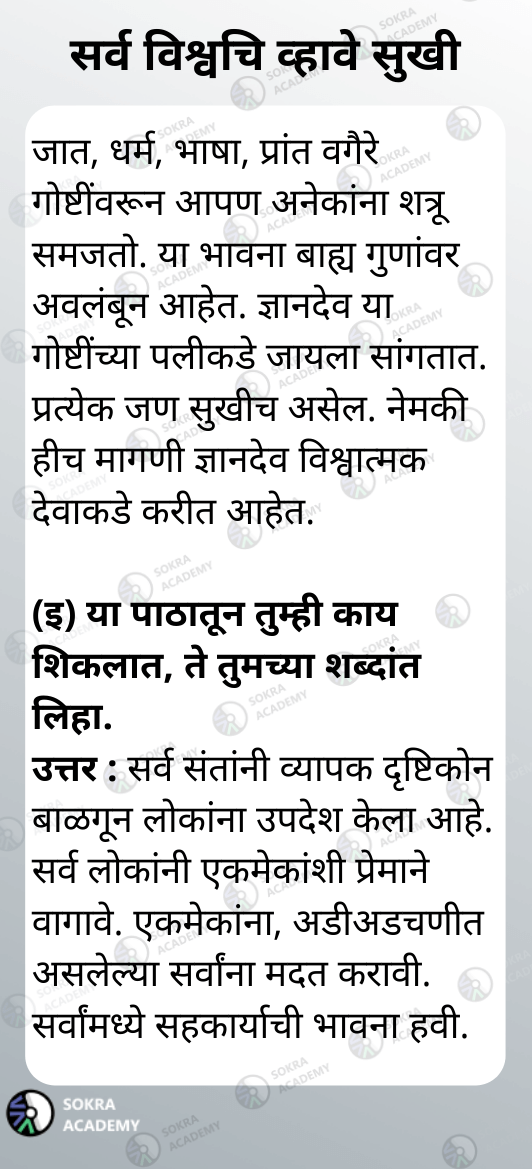 सर्व विश्वचि व्हावे सुखी
जात, धर्म, भाषा, प्रांत वगैरे
गोष्टींवरून आपण अनेकांना शत्रू
समजतो. या भावना बाह्य गुणांवर
अवलंबून आहेत. ज्ञानदेव या
गोष्टींच्या पलीकडे जायला सांगतात.
प्रत्येक जण सुखीच असेल. नेमकी
हीच मागणी ज्ञानदेव विश्वात्मक
देवाकडे करीत आहेत.
(इ) या पाठातून तुम्ही काय
शिकलात, ते तुमच्या शब्दांत
लिहा.
उत्तर : सर्व संतांनी व्यापक दृष्टिकोन
बाळगून लोकांना उपदेश केला आहे.
सर्व लोकांनी एकमेकांशी प्रेमाने
वागावे. एकमेकांना, अडीअडचणीत
असलेल्या सर्वांना मदत करावी.
सर्वांमध्ये सहकार्याची भावना हवी.
SOKRA
ACADEMY